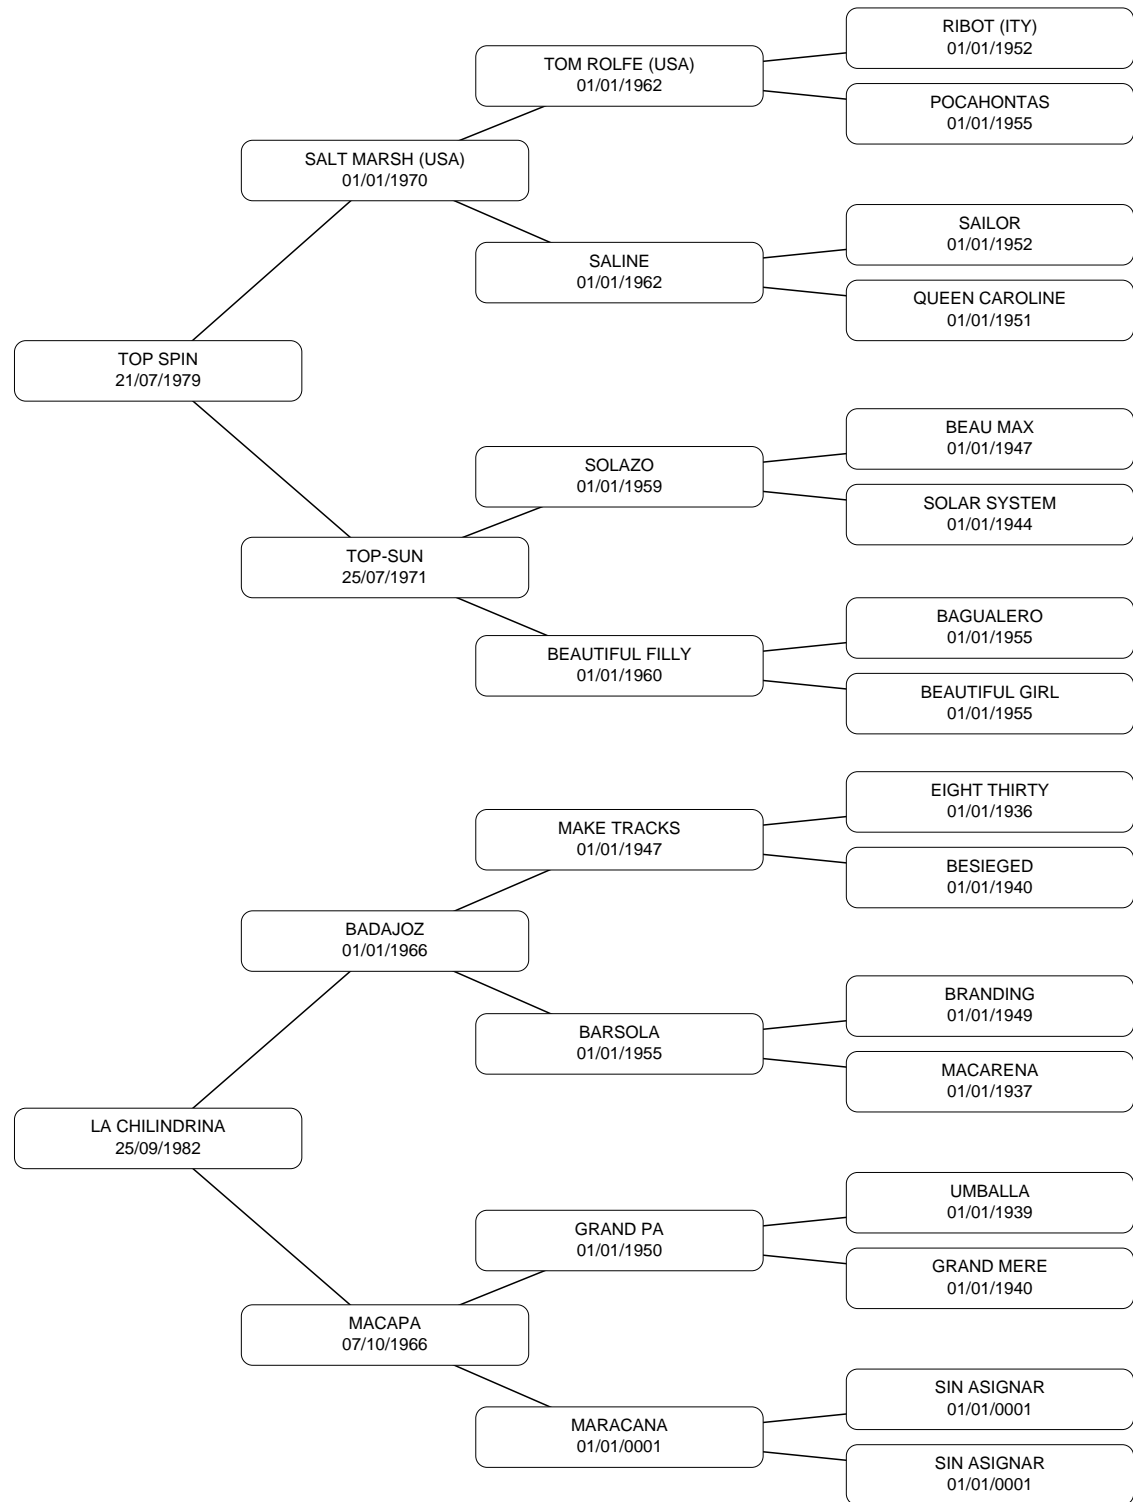 RIBOT (ITY)
01/01/1952
TOM ROLFE (USA)
01/01/1962
POCAHONTAS
01/01/1955
SALT MARSH (USA)
01/01/1970
SAILOR
01/01/1952
SALINE
01/01/1962
QUEEN CAROLINE
01/01/1951
TOP SPIN
21/07/1979
BEAU MAX
01/01/1947
SOLAZO
01/01/1959
SOLAR SYSTEM
01/01/1944
TOP-SUN
25/07/1971
BAGUALERO
01/01/1955
BEAUTIFUL FILLY
01/01/1960
BEAUTIFUL GIRL
01/01/1955
EIGHT THIRTY
01/01/1936
MAKE TRACKS
01/01/1947
BESIEGED
01/01/1940
BADAJOZ
01/01/1966
BRANDING
01/01/1949
BARSOLA
01/01/1955
MACARENA
01/01/1937
LA CHILINDRINA
25/09/1982
UMBALLA
01/01/1939
GRAND PA
01/01/1950
GRAND MERE
01/01/1940
MACAPA
07/10/1966
SIN ASIGNAR
01/01/0001
MARACANA
01/01/0001
SIN ASIGNAR
01/01/0001